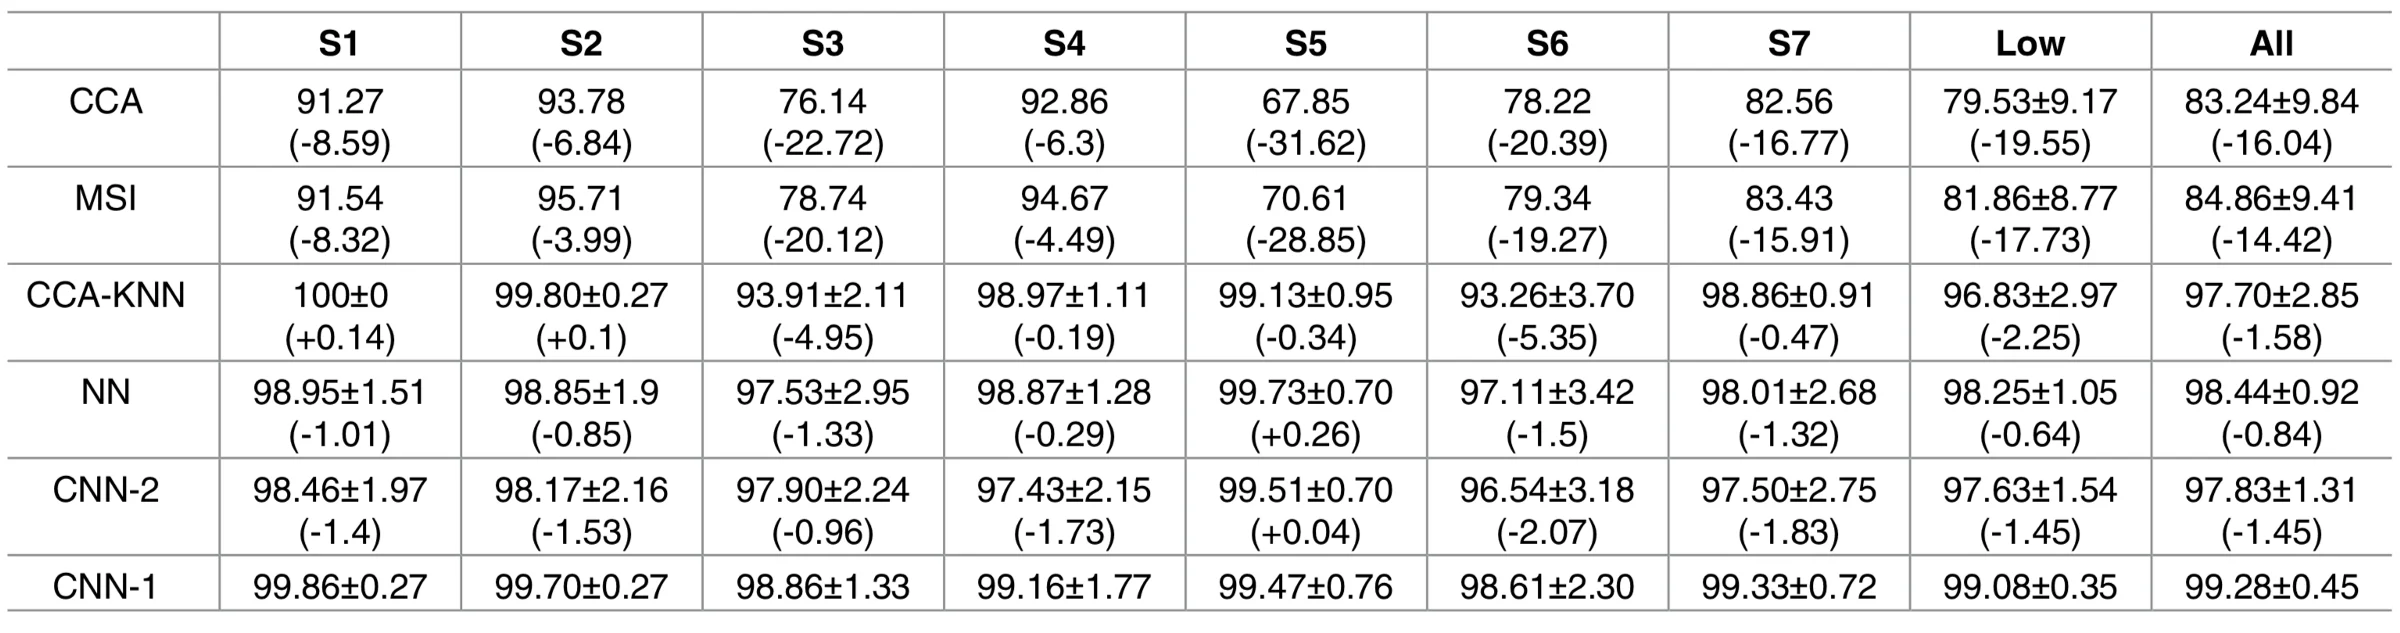 S1 S2 S3 S4 S5 S6 S7 Low All
CCA 91.27 93.78 76.14 92.86 67.85 78.22 82.56 79.53±9.17 83.24±9.84
(-8.59) (-6.84) (-22.72) (-6.3) (-31.62) (-20.39) (-16.77) (-19.55) (-16.04)
MSI 91.54 95.71 78.74 94.67 70.61 79.34 83.43 81.86±8.77 84.86±9.41
(-8.32) (-3.99) (-20.12) (-4.49) (-28.85) (-19.27) (-15.91) (-17.73) (-14.42)
CCA-KNN 100±0 99.80±0.27 93.91±2.11 98.97±1.11 99.13±0.95 93.26±3.70 98.86±0.91 96.83±2.97 97.70±2.85
(+0.14) (+0.1) (-4.95) (-0.19) (-0.34) (-5.35) (-0.47) (-2.25) (-1.58)
NN 98.95±1.51 98.85±1.9 97.53±2.95 98.87±1.28 99.73±0.70 97.11±3.42 98.01±2.68 98.25±1.05 98.44±0.92
(-1.01) (-0.85) (-1.33) (-0.29) (+0.26) (-1.5) (-1.32) (-0.64) (-0.84)
CNN-2 98.46±1.97 98.17±2.16 97.90±2.24 97.43±2.15 99.51±0.70 96.54±3.18 97.50±2.75 97.63±1.54 97.83±1.31
(-1.4) (-1.53) (-0.96) (-1.73) (+0.04) (-2.07) (-1.83) (-1.45) (-1.45)
CNN-1 99.86±0.27 99.70±0.27 98.86±1.33 99.16±1.77 99.47±0.76 98.61±2.30 99.33±0.72 99.08±0.35 99.28±0.45